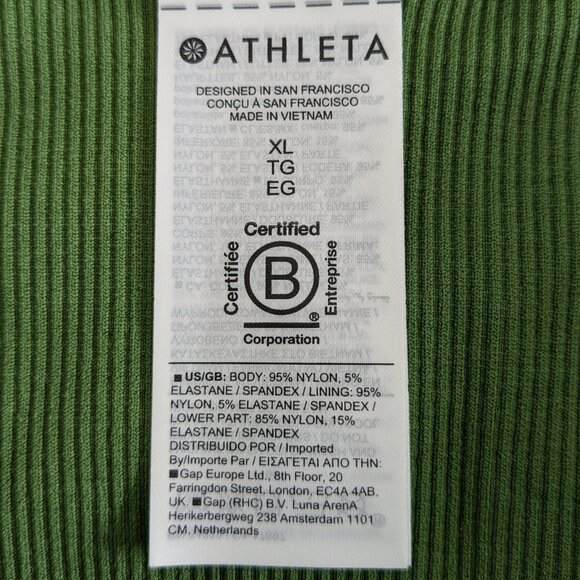 ATHLETA
DESIGNED IN SAN FRANCISCO
CONÇU À SAN FRANCISCO
MADE IN VIETNAM
XL
TG
EG
Certified
Certifiée
B
Entreprise
®
Corporation
■ US/GB: BODY: 95% NYLON, 5%
ELASTANE / SPANDEX / LINING: 95%
NYLON, 5% ELASTANE / SPANDEX /
LOWER PART: 85% NYLON, 15%
ELASTANE / SPANDEX
DISTRIBUIDO POR / Imported
By/Importe Par / ΕΙΣΑΓΕΤΑΙ ΑΠΟ ΤΗΝ:
■ Gap Europe Ltd., 8th Floor, 20
Farringdon Street, London, EC4A 4AB.
UK. ■ Gap (RHC) B.V. Luna ArenA
Herikerbergweg 238 Amsterdam 1101
CM, Netherlands